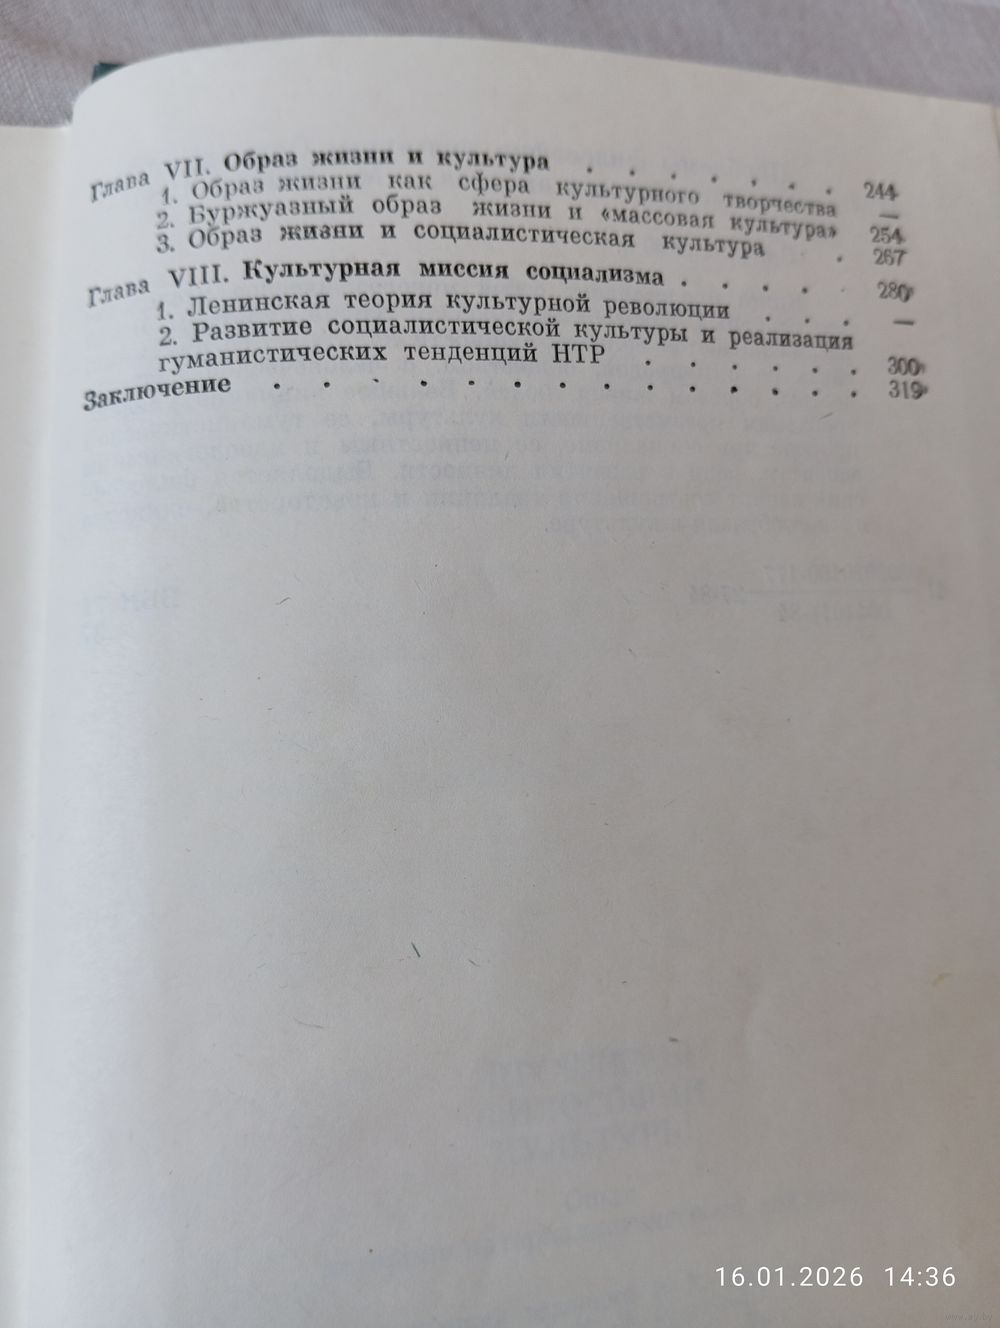 Глава VII. Образ жизни и культура . . . . . . 244
1. Образ жизни как сфера культурного творчества —
2. Буржуазный образ жизни и «массовая культура» 254
3. Образ жизни и социалистическая культура . 267
Глава VIII. Культурная миссия социализма . . . . 280
1. Ленинская теория культурной революции . . . —
2. Развитие социалистической культуры и реализация
гуманистических тенденций НТР . . . . . . 300
Заключение . . . . . . . . . . . . . 319
16.01.2026 14:36